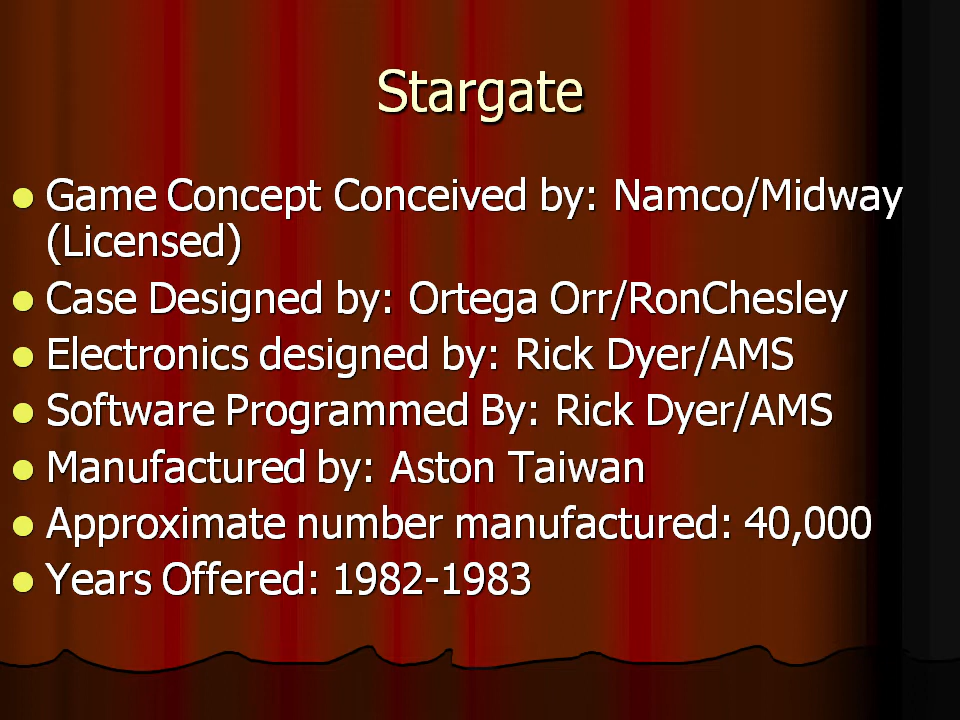 Stargate
Game Concept Conceived by: Namco/Midway
(Licensed)
Case Designed by: Ortega Orr/RonChesley
Electronics designed by: Rick Dyer/AMS
Software Programmed By: Rick Dyer/AMS
Manufactured by: Aston Taiwan
Approximate number manufactured: 40,000
Years Offered: 1982-1983